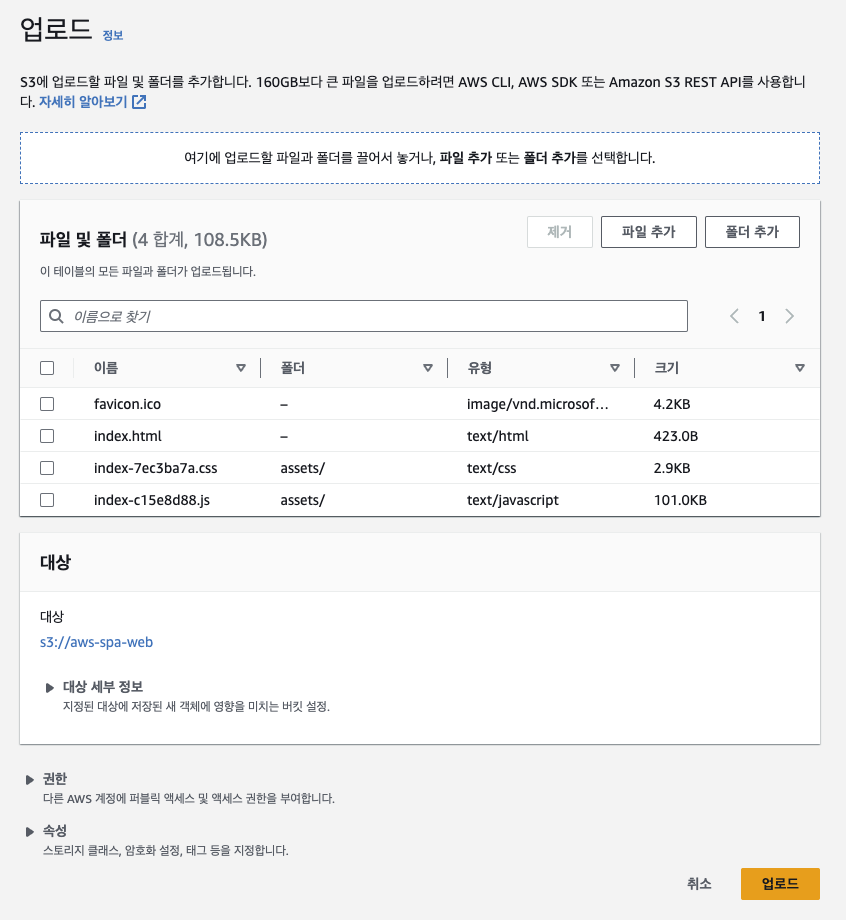 업로드 정보
S3에 업로드할 파일 및 폴더를 추가합니다. 160GB보다 큰 파일을 업로드하려면 AWS CLI, AWS SDK 또는 Amazon S3 REST API를 사용합니
다. 자세히 알아보기
여기에 업로드할 파일과 폴더를 끌어서 놓거나, 파일 추가 또는 폴더 추가를 선택합니다.
파일 및 폴더 (4 합계, 108.5KB) 제거 파일 추가 폴더 추가
이 테이블의 모든 파일과 폴더가 업로드됩니다.
이름으로 찾기 1
이름 폴더 유형 크기
favicon.ico – image/vnd.microsof... 4.2KB
index.html – text/html 423.0B
index-7ec3ba7a.css assets/ text/css 2.9KB
index-c15e8d88.js assets/ text/javascript 101.0KB
대상
대상
s3://aws-spa-web
대상 세부 정보
지정된 대상에 저장된 새 객체에 영향을 미치는 버킷 설정.
권한
다른 AWS 계정에 퍼블릭 액세스 및 액세스 권한을 부여합니다.
속성
스토리지 클래스, 암호화 설정, 태그 등을 지정합니다.
취소 업로드